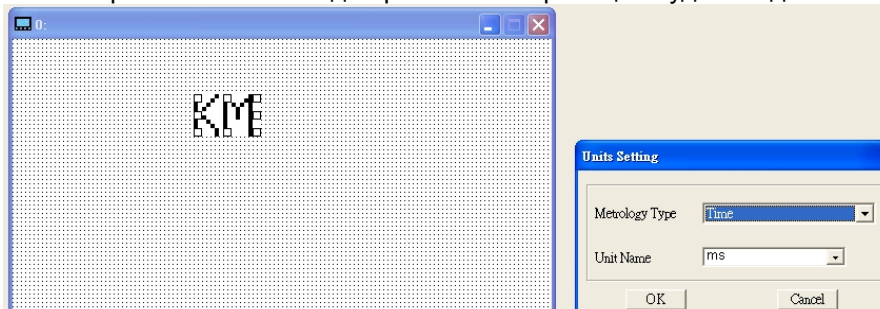 0:
KM
Units Setting
Metrology Type Time
Unit Name ms
OK Cancel